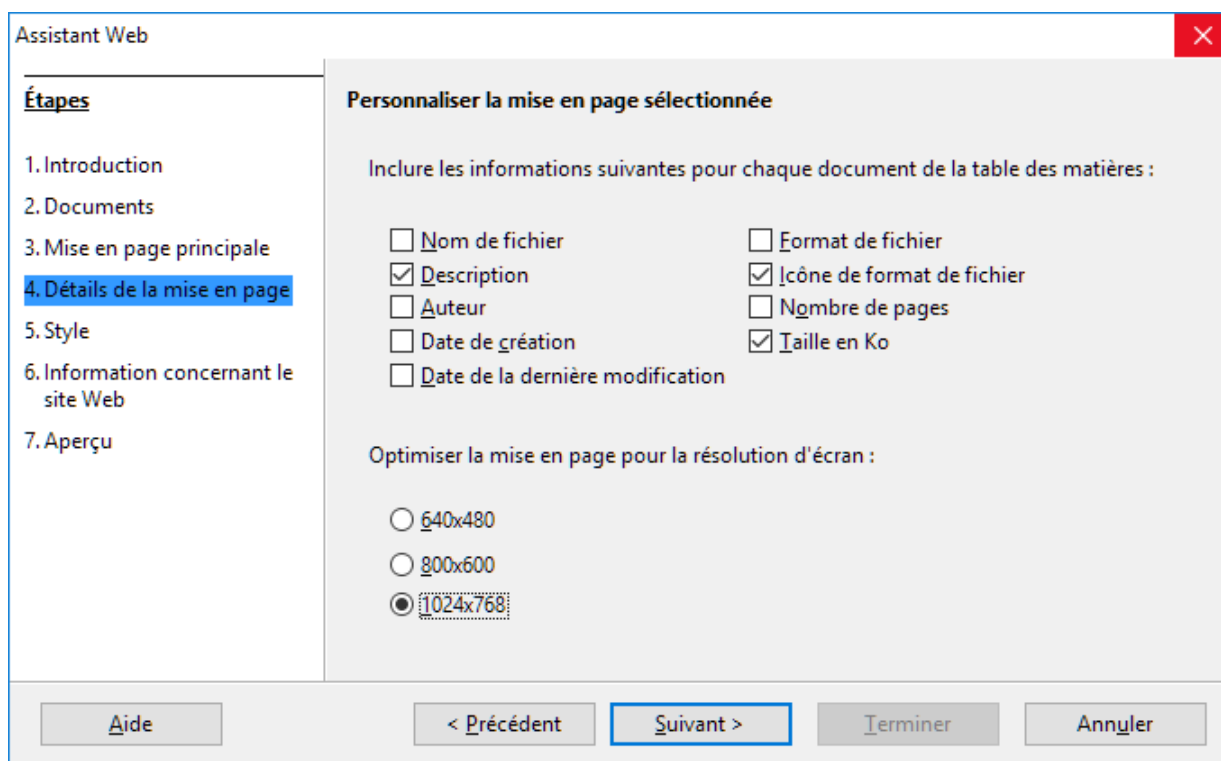 Assistant Web
Étapes
1. Introduction
2. Documents
3. Mise en page principale
4. Détails de la mise en page
5. Style
6. Information concernant le
site Web
7. Aperçu
Personnaliser la mise en page sélectionnée
Inclure les informations suivantes pour chaque document de la table des matières :
Nom de fichier
Description
Auteur
Date de création
Date de la dernière modification
Format de fichier
Icône de format de fichier
Nombre de pages
Taille en Ko
Optimiser la mise en page pour la résolution d'écran :
640x480
800x600
1024x768
Aide
< Précédent
Suivant >
Terminer
Annuler